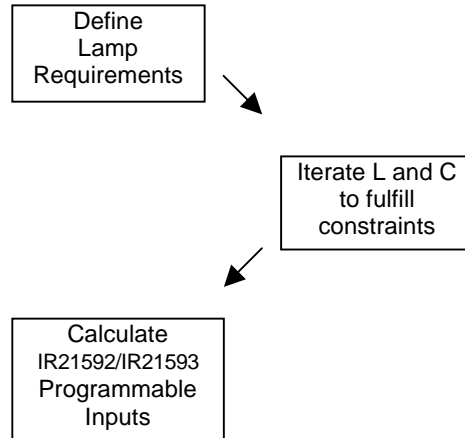 Define
Lamp
Requirements
Iterate L and C
to fulfill
constraints
Calculate
IR21592/IR21593
Programmable
Inputs